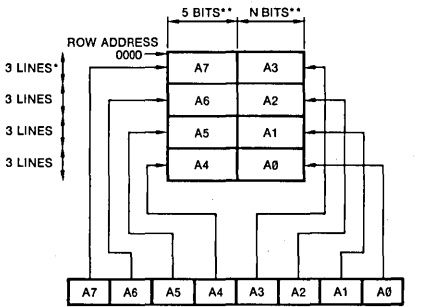 5 BITS** N BITS**
ROW ADDRESS
0000
3 LINES* A7 A3
3 LINES A6 A2
3 LINES A5 A1
3 LINES A4 A0
A7 A6 A5 A4 A3 A2 A1 A0